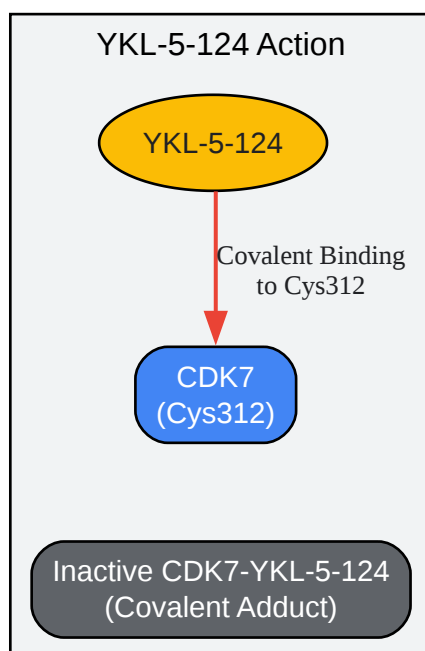 YKL-5-124 Action
YKL-5-124
Covalent Binding
to Cys312
CDK7
(Cys312)
Inactive CDK7-YKL-5-124
(Covalent Adduct)